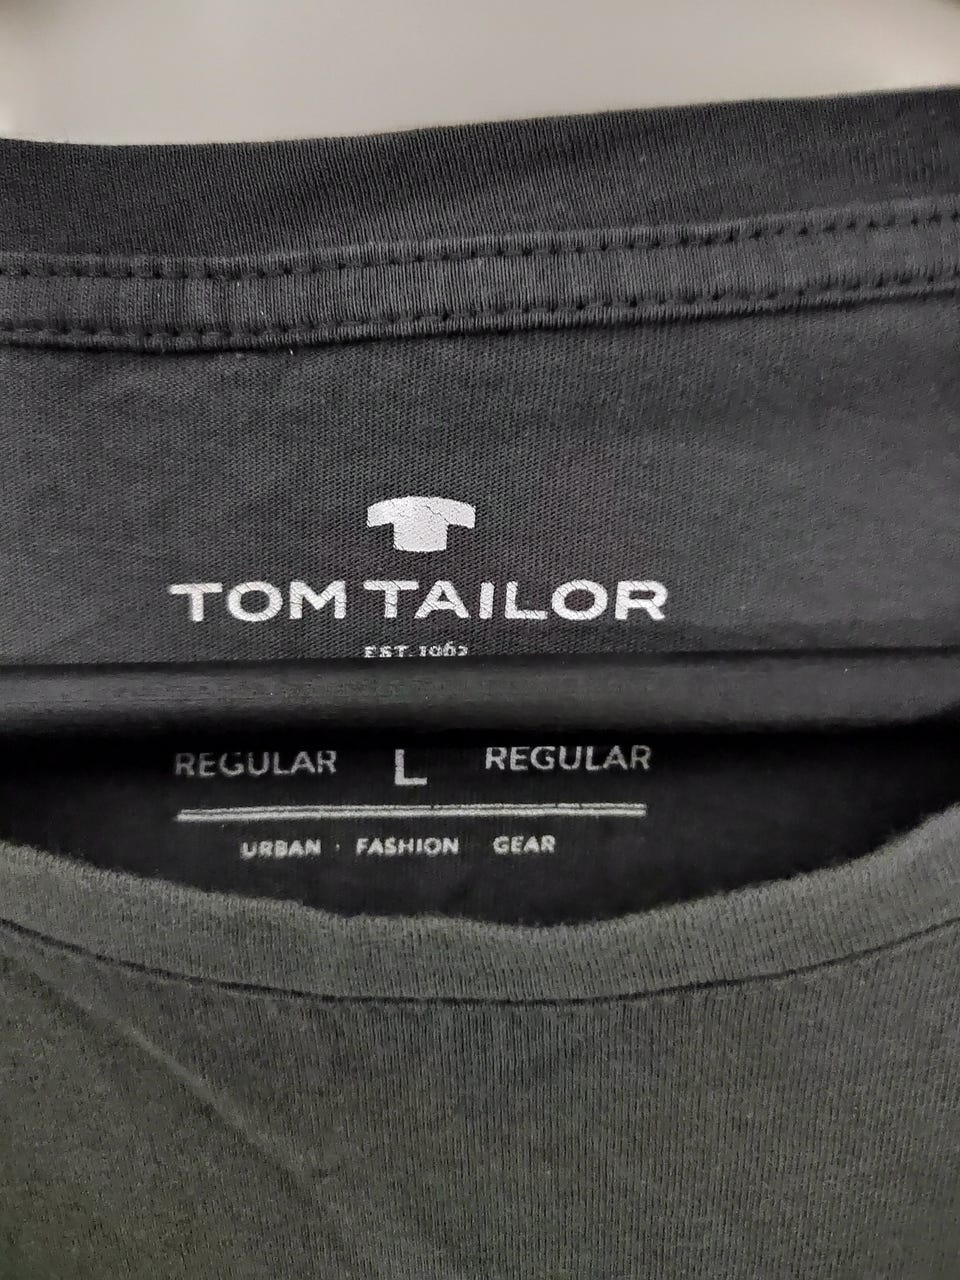 TOM TAILOR
EST. 1962
REGULAR L REGULAR
URBAN · FASHION GEAR